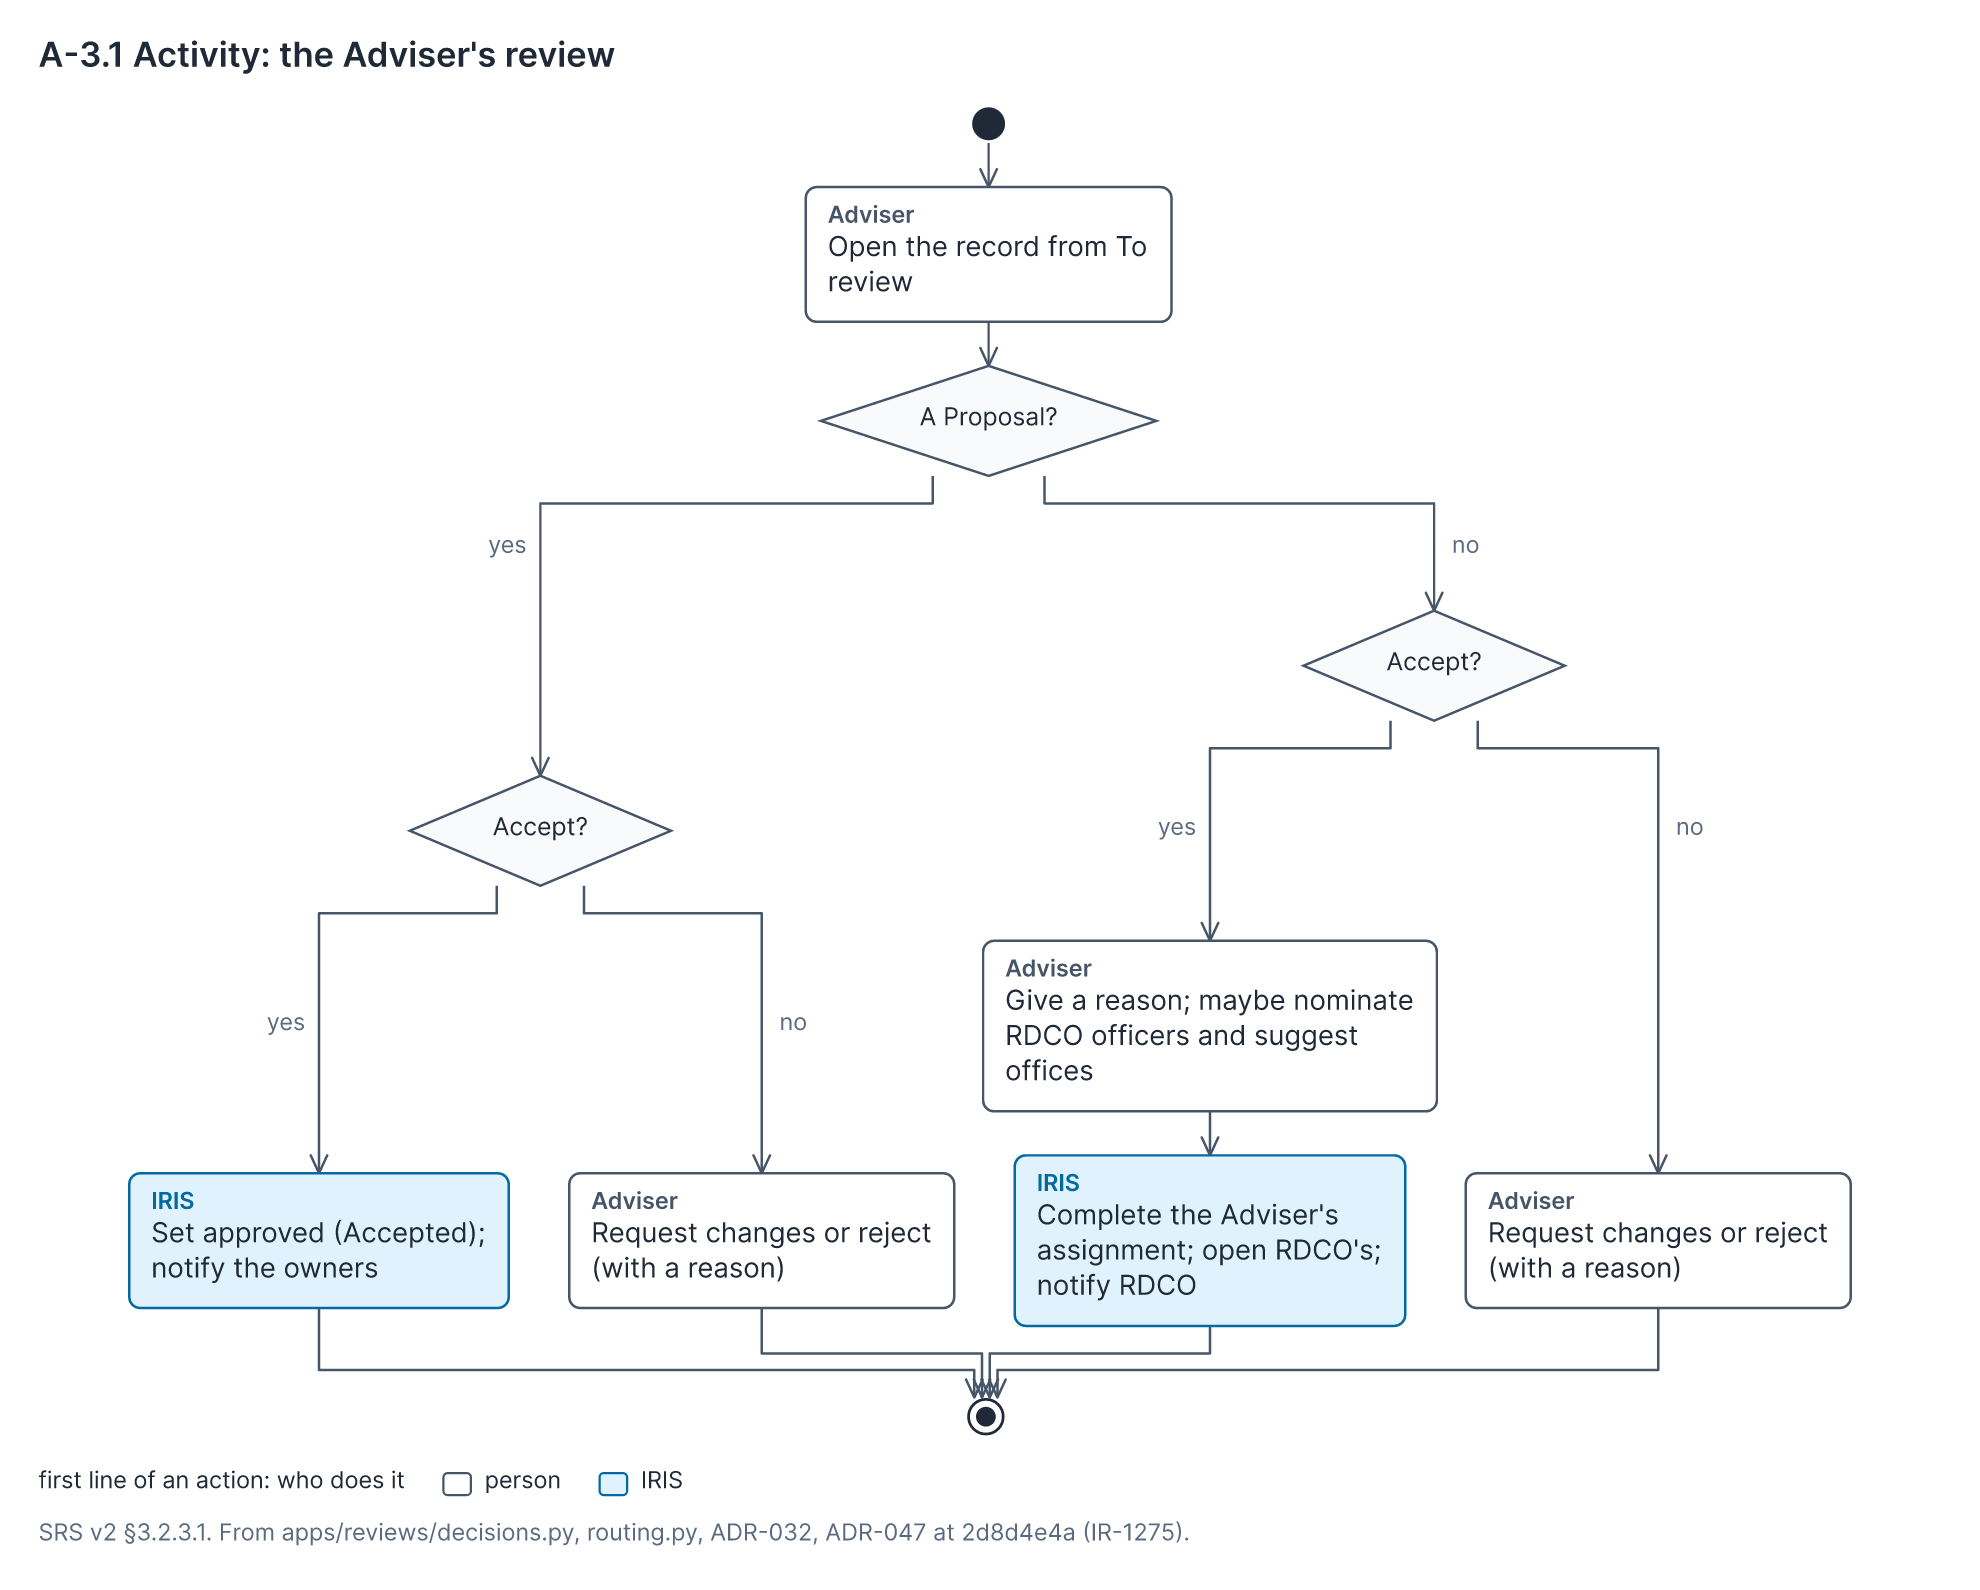 A-3.1 Activity: the Adviser's review
Adviser
Open the record from To
review
A Proposal?
yes
no
Accept?
Accept?
yes
no
yes
no
Adviser
Give a reason; maybe nominate
RDCO officers and suggest
offices
IRIS
Set approved (Accepted);
notify the owners
Adviser
Request changes or reject
(with a reason)
IRIS
Complete the Adviser's
assignment; open RDCO's;
notify RDCO
Adviser
Request changes or reject
(with a reason)
first line of an action: who does it
person
IRIS
SRS v2 §3.2.3.1. From apps/reviews/decisions.py, routing.py, ADR-032, ADR-047 at 2d8d4e4a (IR-1275).